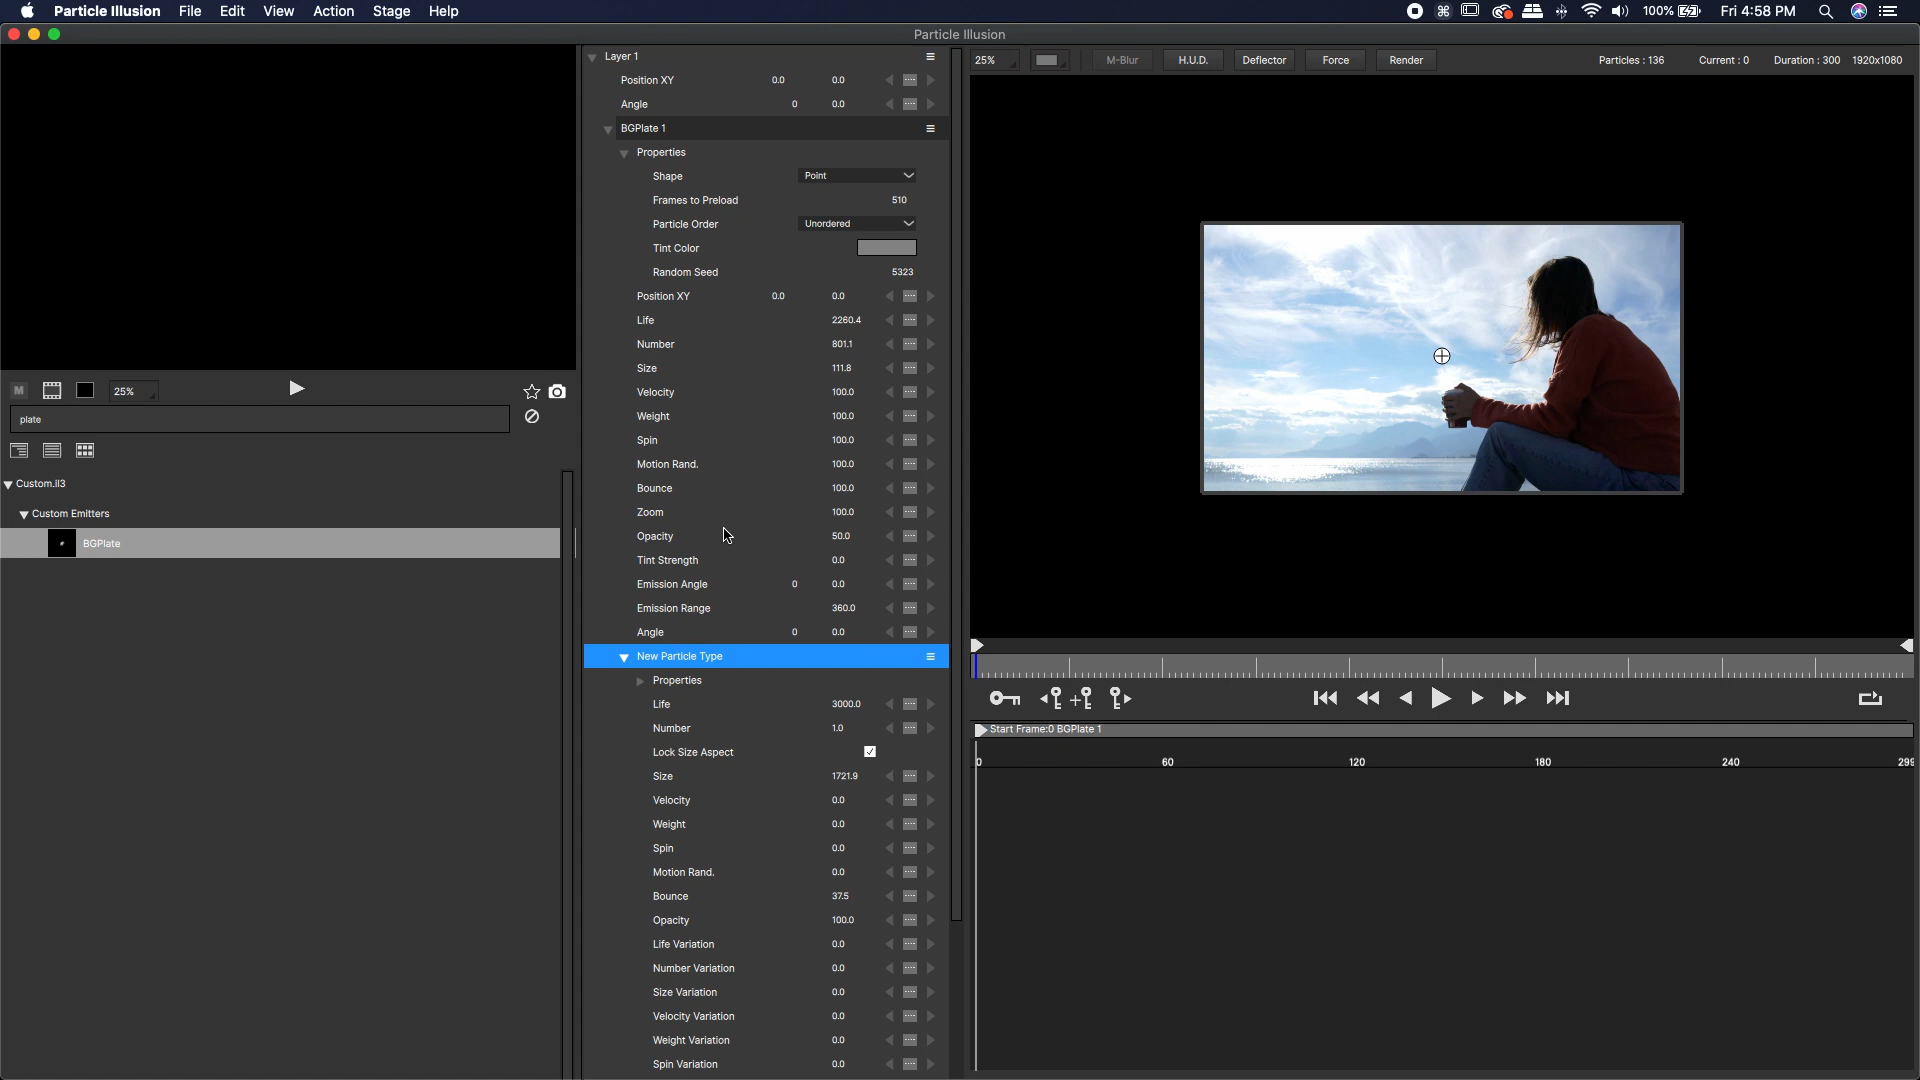 Particle Illusion File Edit View Action Stage Help
100% Fri 4:58 PM
Particle Illusion
M 25%
plate
Custom.il3
Custom Emitters
BGPlate
Layer 1
Position XY 0.0 0.0
Angle 0 0.0
BGPlate 1
Properties
Shape Point
Frames to Preload 510
Particle Order Unordered
Tint Color
Random Seed 5323
Position XY 0.0 0.0
Life 2260.4
Number 801.1
Size 111.8
Velocity 100.0
Weight 100.0
Spin 100.0
Motion Rand. 100.0
Bounce 100.0
Zoom 100.0
Opacity 50.0
Tint Strength 0.0
Emission Angle 0 0.0
Emission Range 360.0
Angle 0 0.0
New Particle Type
Properties
Life 3000.0
Number 1.0
Lock Size Aspect
Size 1721.9
Velocity 0.0
Weight 0.0
Spin 0.0
Motion Rand. 0.0
Bounce 37.5
Opacity 100.0
Life Variation 0.0
Number Variation 0.0
Size Variation 0.0
Velocity Variation 0.0
Weight Variation 0.0
Spin Variation 0.0
25% M-Blur H.U.D. Deflector Force Render Particles : 136 Current : 0 Duration : 300 1920x1080
Start Frame:0 BGPlate 1
0 60 120 180 240 299